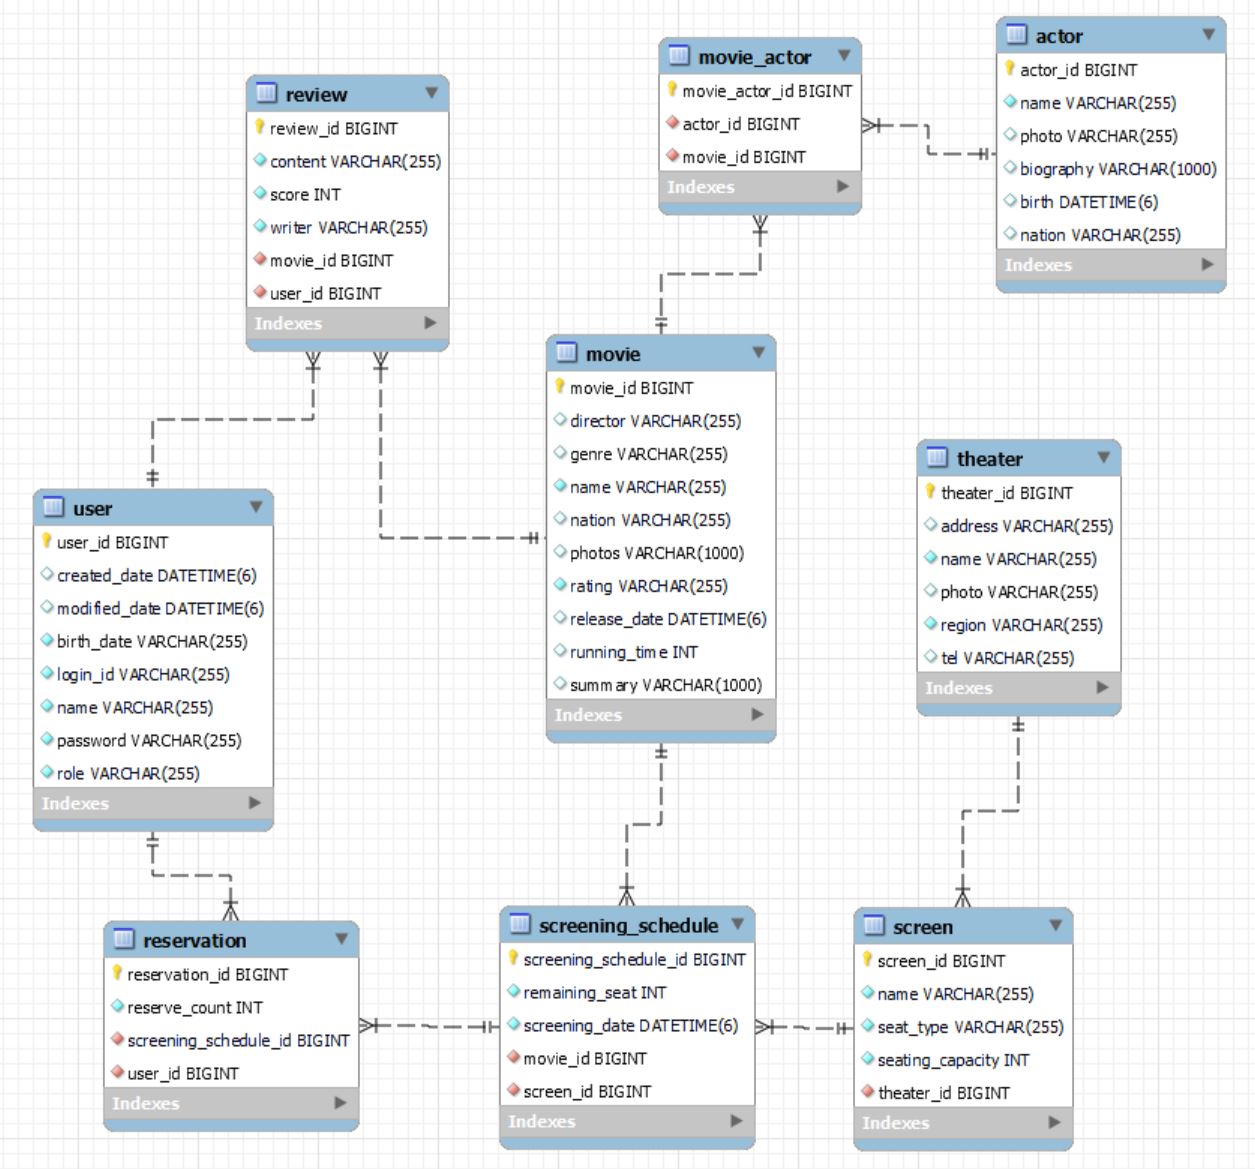 review
review_id BIGINT
content VARCHAR(255)
score INT
writer VARCHAR(255)
movie_id BIGINT
user_id BIGINT
Indexes
movie_actor
movie_actor_id BIGINT
actor_id BIGINT
movie_id BIGINT
Indexes
actor
actor_id BIGINT
name VARCHAR(255)
photo VARCHAR(255)
biography VARCHAR(1000)
birth DATETIME(6)
nation VARCHAR(255)
Indexes
user
user_id BIGINT
created_date DATETIME(6)
modified_date DATETIME(6)
birth_date VARCHAR(255)
login_id VARCHAR(255)
name VARCHAR(255)
password VARCHAR(255)
role VARCHAR(255)
Indexes
movie
movie_id BIGINT
director VARCHAR(255)
genre VARCHAR(255)
name VARCHAR(255)
nation VARCHAR(255)
photos VARCHAR(1000)
rating VARCHAR(255)
release_date DATETIME(6)
running_time INT
summary VARCHAR(1000)
Indexes
theater
theater_id BIGINT
address VARCHAR(255)
name VARCHAR(255)
photo VARCHAR(255)
region VARCHAR(255)
tel VARCHAR(255)
Indexes
reservation
reservation_id BIGINT
reserve_count INT
screening_schedule_id BIGINT
user_id BIGINT
Indexes
screening_schedule
screening_schedule_id BIGINT
remaining_seat INT
screening_date DATETIME(6)
movie_id BIGINT
screen_id BIGINT
Indexes
screen
screen_id BIGINT
name VARCHAR(255)
seat_type VARCHAR(255)
seating_capacity INT
theater_id BIGINT
Indexes